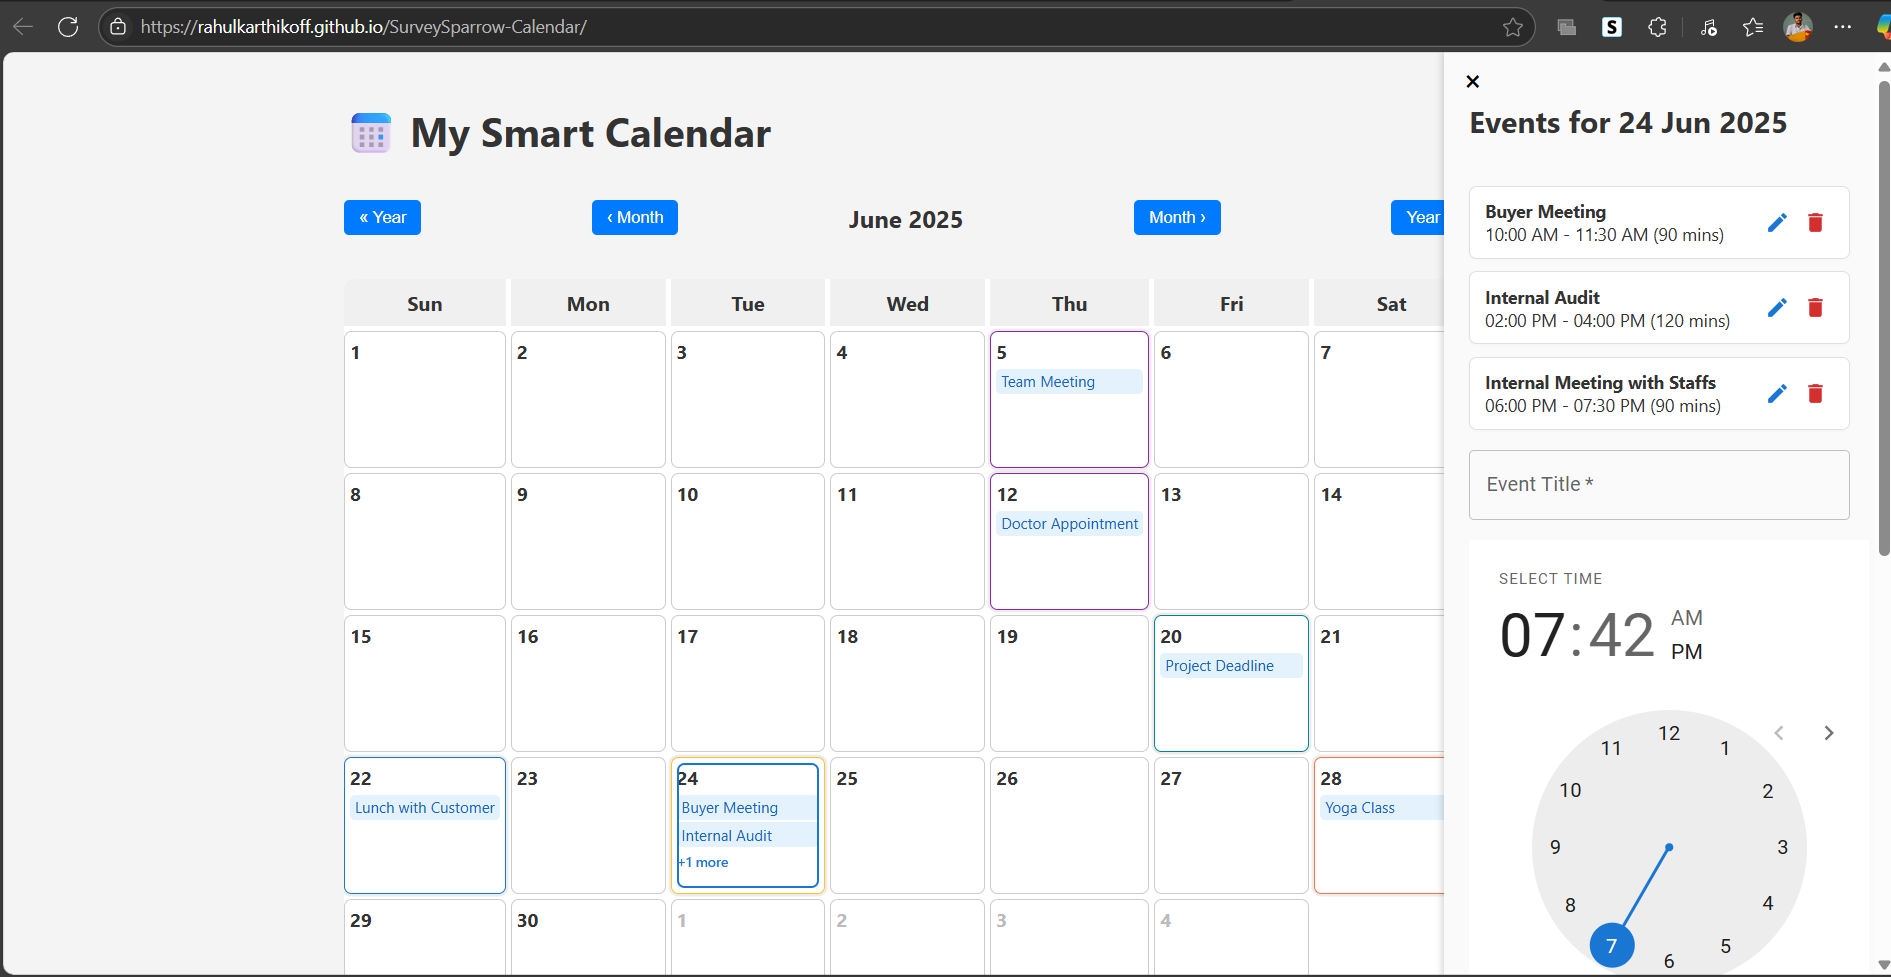 https://rahulkarthikoff.github.io/SurveySparrow-Calendar/
S
My Smart Calendar
« Year
‹ Month
June 2025
Month ›
Year
Sun Mon Tue Wed Thu Fri Sat
1 2 3 4 5 6 7
Team Meeting
8 9 10 11 12 13 14
Doctor Appointment
15 16 17 18 19 20 21
Project Deadline
22 23 24 25 26 27 28
Lunch with Customer
Buyer Meeting
Internal Audit
+1 more
Yoga Class
29 30 1 2 3 4
×
Events for 24 Jun 2025
Buyer Meeting
10:00 AM - 11:30 AM (90 mins)
Internal Audit
02:00 PM - 04:00 PM (120 mins)
Internal Meeting with Staffs
06:00 PM - 07:30 PM (90 mins)
Event Title *
SELECT TIME
07:42
AM
PM
12
11 1
10 2
9 3
8 4
7 5
6